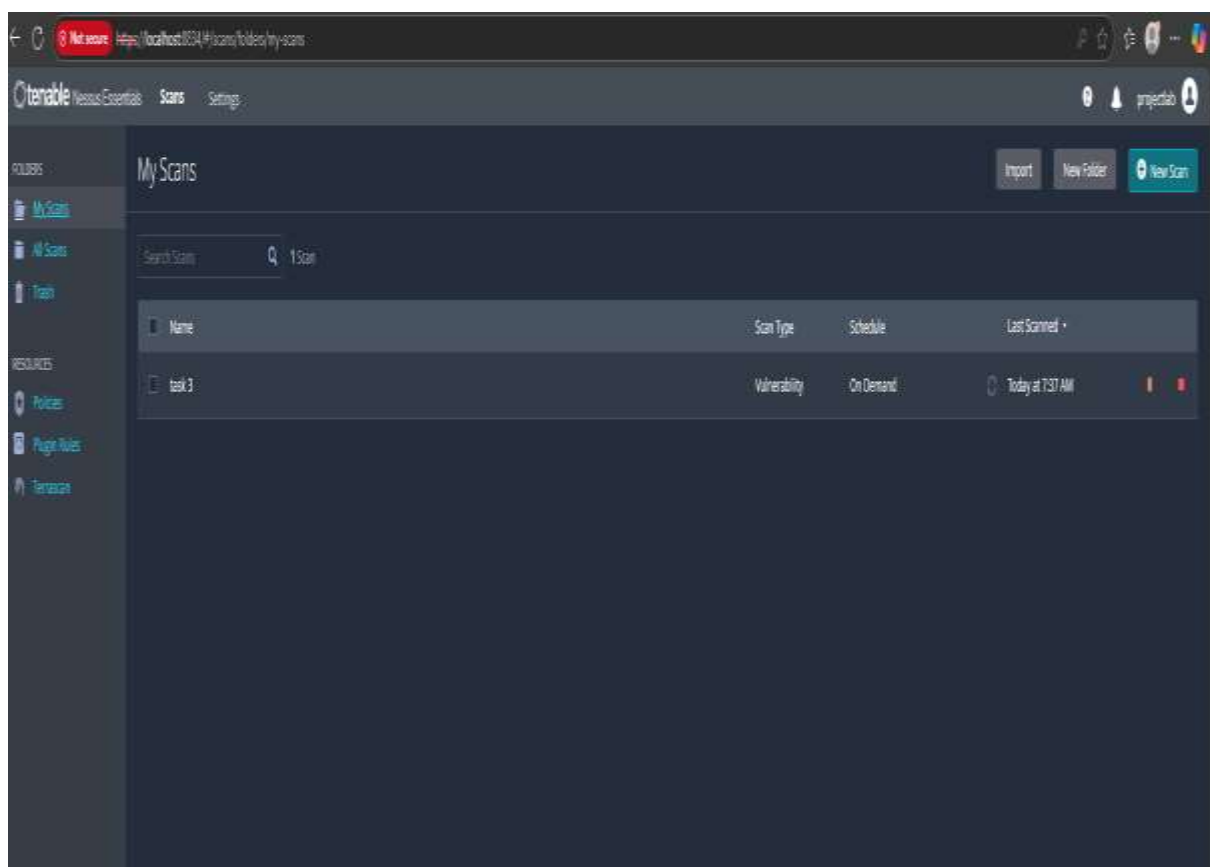 Not secure https://localhost:8834/#/scans/folders/my-scans
tenable Nessus Essentials Scans Settings projectlab
FOLDERS
My Scans
All Scans
Trash
RESOURCES
Policies
Plugin Rules
Terrascan
My Scans
Import New Folder New Scan
Search Scans 1 Scan
Name Scan Type Schedule Last Scanned
task 3 Vulnerability On Demand Today at 7:37 AM